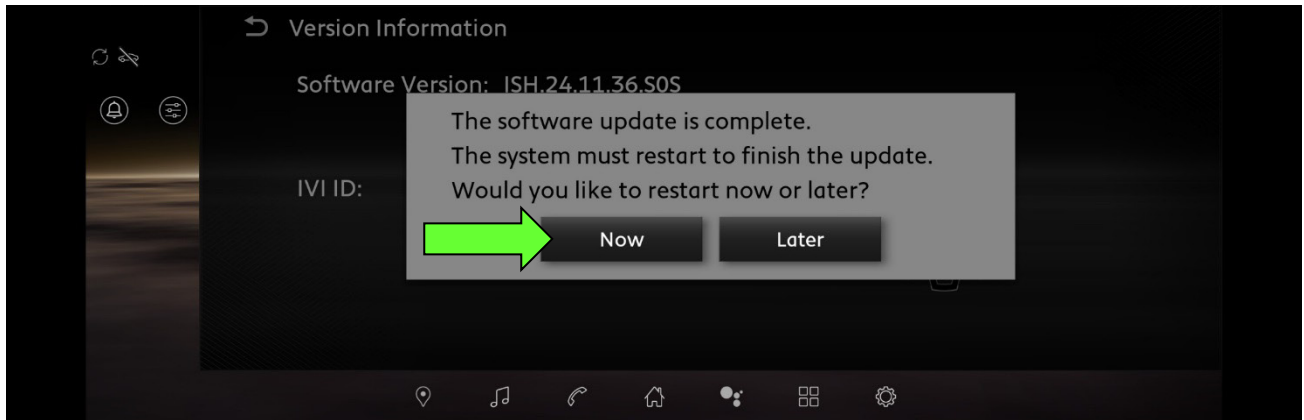 Version Information
Software Version: ISH.24.11.36.S0S
The software update is complete.
The system must restart to finish the update.
IVI ID:
Would you like to restart now or later?
Now
Later